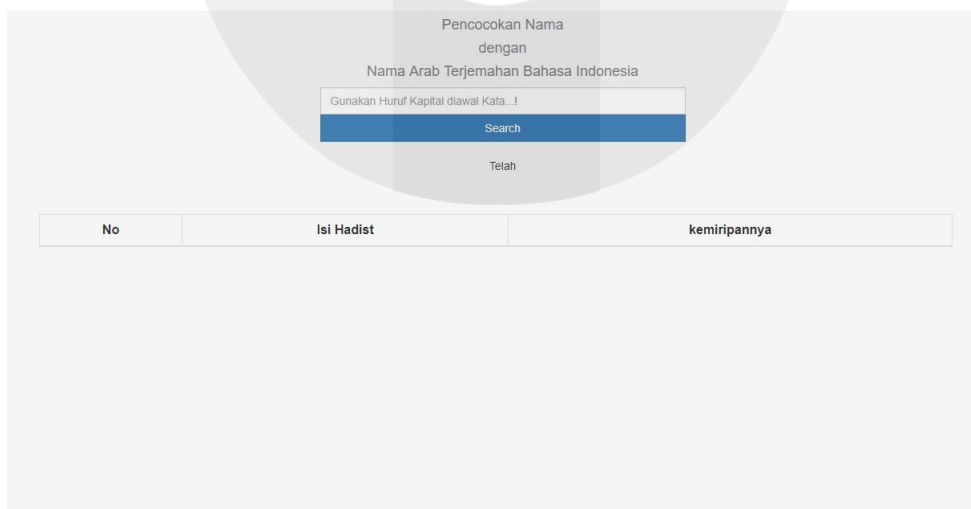 Pencocokan Nama
dengan
Nama Arab Terjemahan Bahasa Indonesia
Gunakan Huruf Kapital diawal Kata...!
Search
Telah
No Isi Hadist kemiripannya